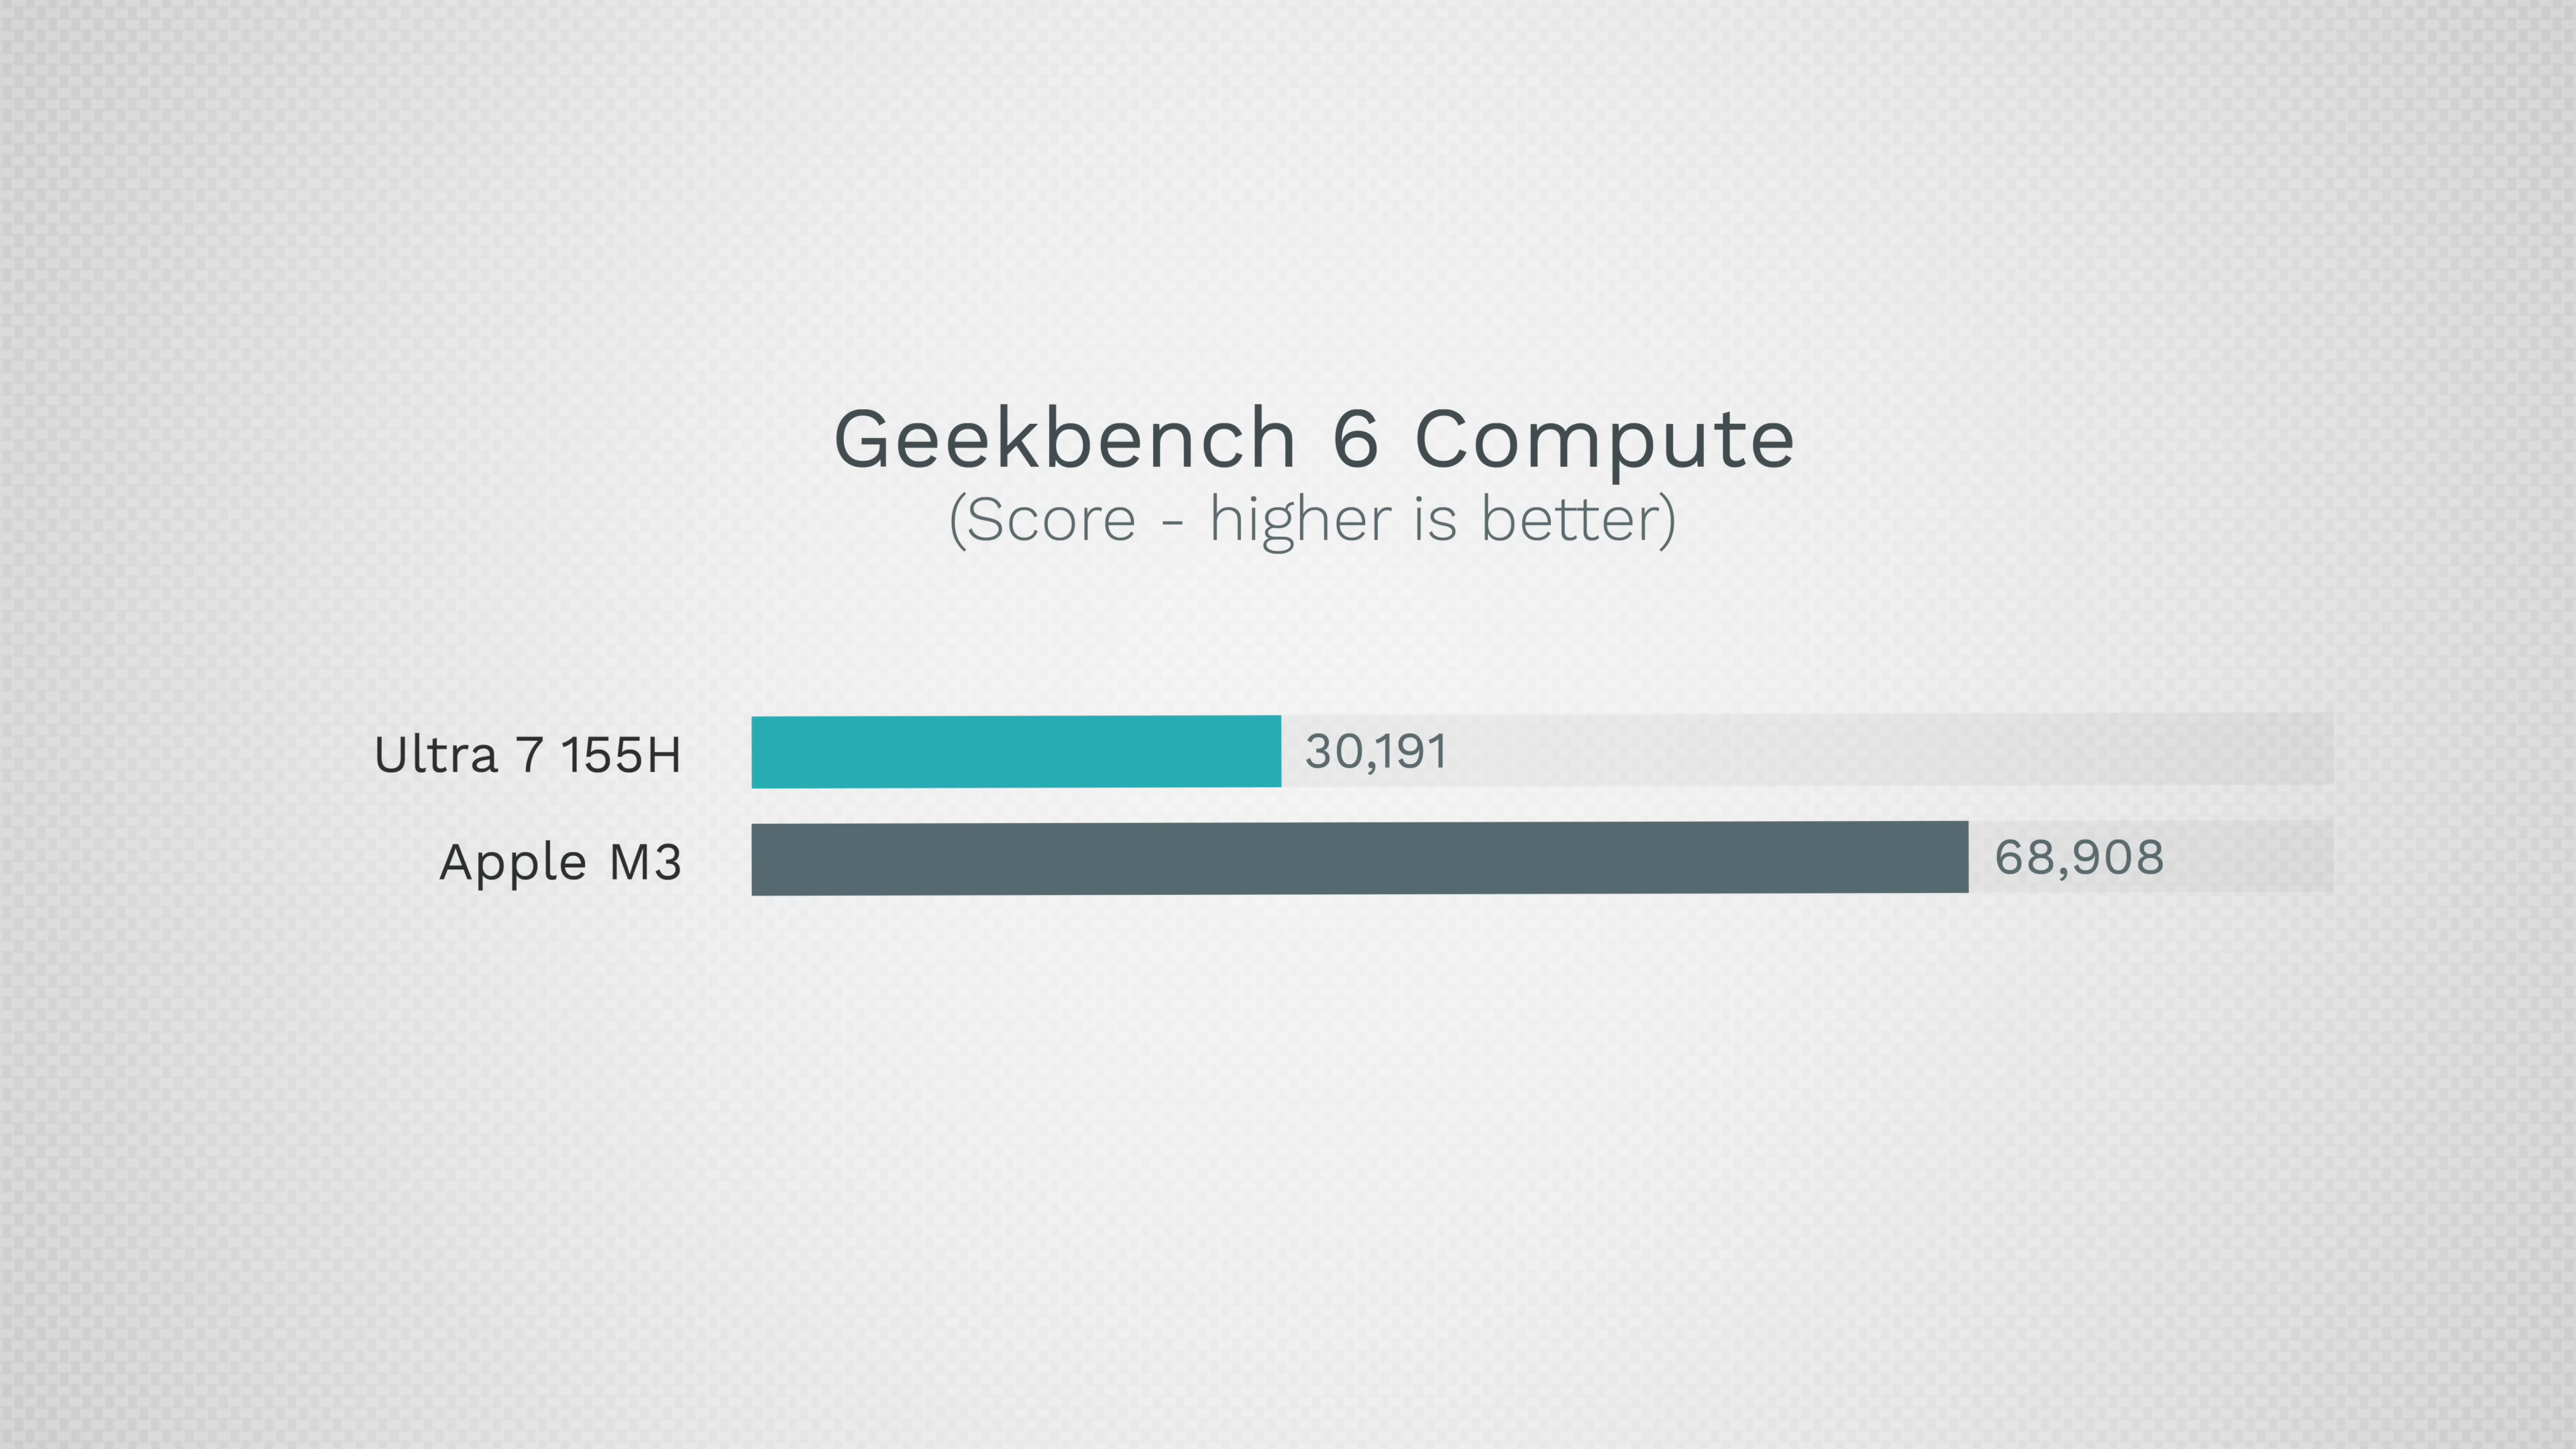 Geekbench 6 Compute
(Score - higher is better)
Ultra 7 155H 30,191
Apple M3 68,908